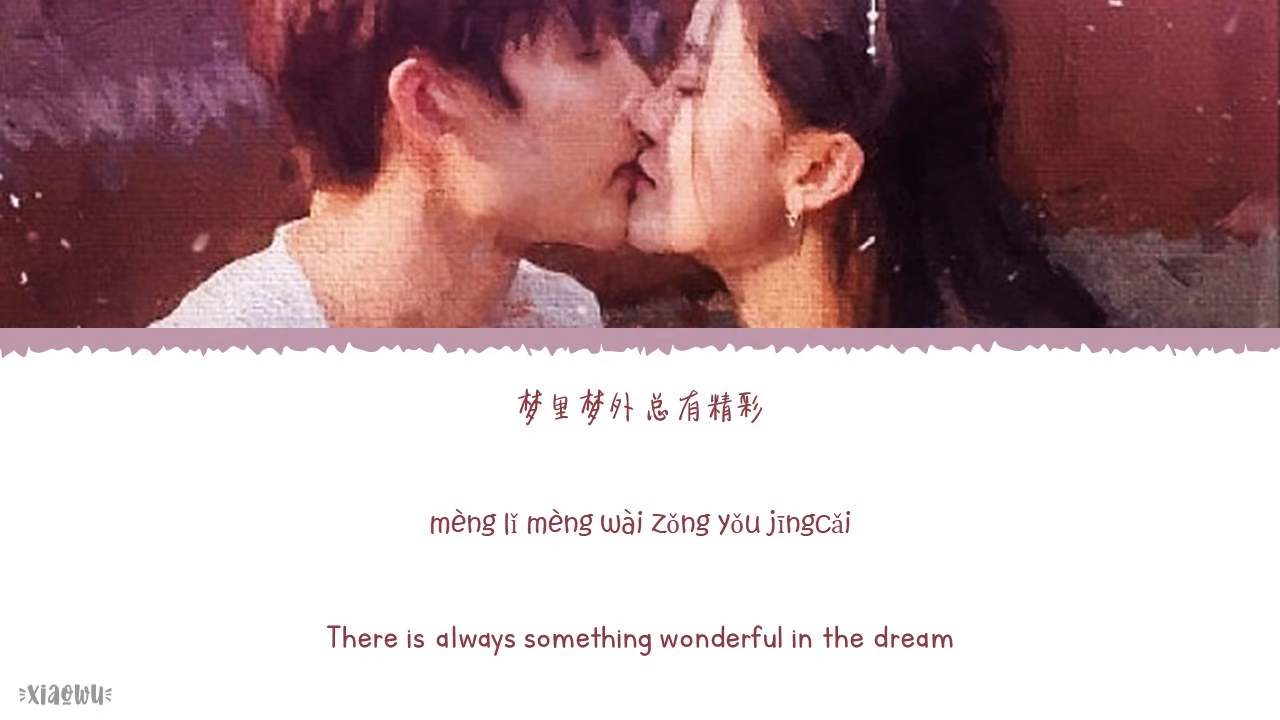 梦里梦外总有精彩
mèng lǐ mèng wài zǒng yǒu jīngcǎi
There is always something wonderful in the dream
xiaowu